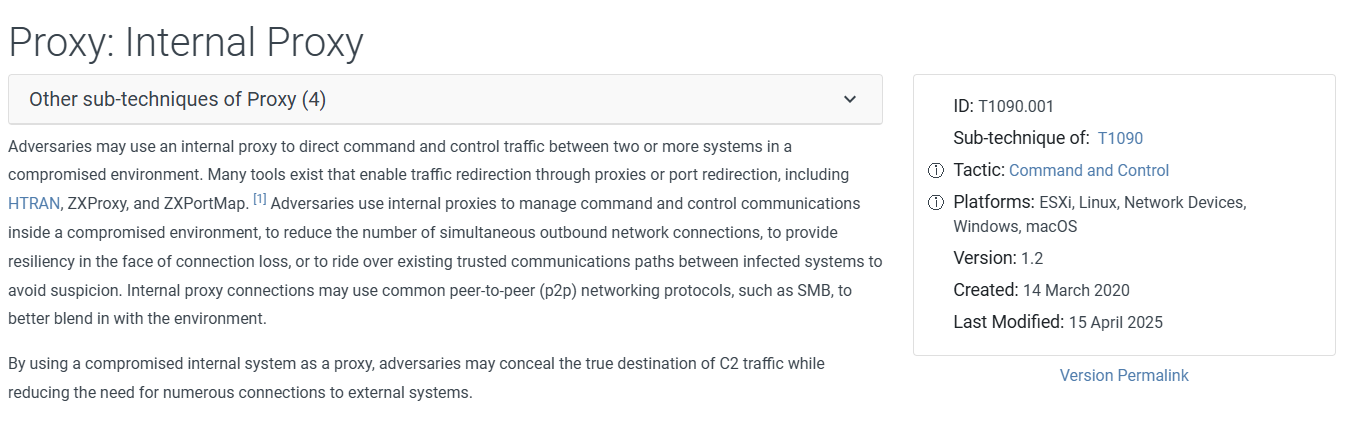 Proxy: Internal Proxy
Other sub-techniques of Proxy (4)
Adversaries may use an internal proxy to direct command and control traffic between two or more systems in a
compromised environment. Many tools exist that enable traffic redirection through proxies or port redirection, including
HTRAN, ZXProxy, and ZXPortMap. [1] Adversaries use internal proxies to manage command and control communications
inside a compromised environment, to reduce the number of simultaneous outbound network connections, to provide
resiliency in the face of connection loss, or to ride over existing trusted communications paths between infected systems to
avoid suspicion. Internal proxy connections may use common peer-to-peer (p2p) networking protocols, such as SMB, to
better blend in with the environment.
By using a compromised internal system as a proxy, adversaries may conceal the true destination of C2 traffic while
reducing the need for numerous connections to external systems.
ID: T1090.001
Sub-technique of: T1090
Tactic: Command and Control
Platforms: ESXi, Linux, Network Devices,
Windows, macOS
Version: 1.2
Created: 14 March 2020
Last Modified: 15 April 2025
Version Permalink